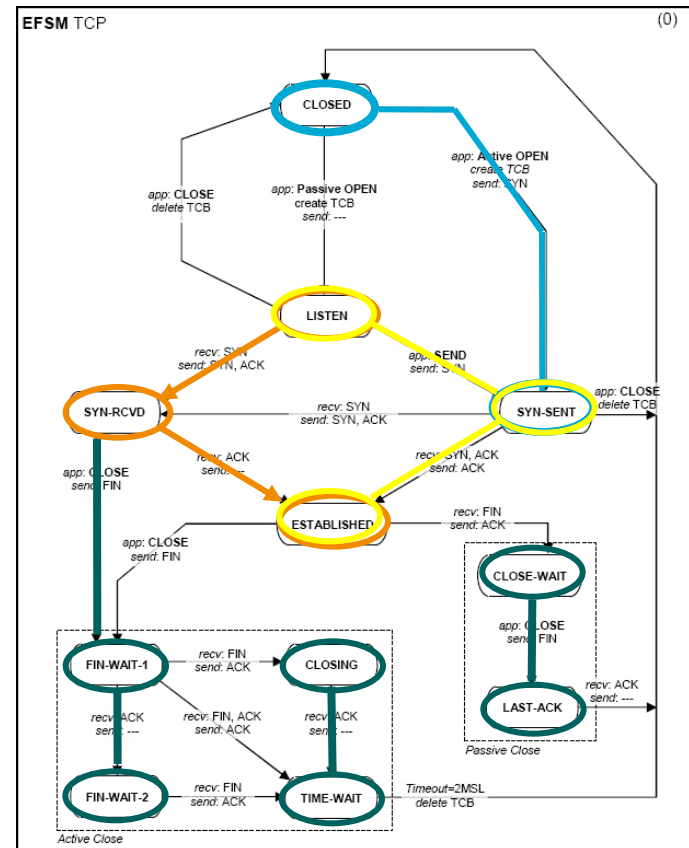 EFSM TCP
(0)
CLOSED
app: Active OPEN
create TCB
send: SYN
app: CLOSE
delete TCB
app: Passive OPEN
create TCB
send: ---
LISTEN
recv: SYN
send: SYN, ACK
app: SEND
send: SYN
SYN-RCVD
recv: SYN
send: SYN, ACK
SYN-SENT
app: CLOSE
delete TCB
app: CLOSE
send: FIN
recv: ACK
send: ---
recv: SYN, ACK
send: ACK
ESTABLISHED
recv: FIN
send: ACK
app: CLOSE
send: FIN
CLOSE-WAIT
app: CLOSE
send: FIN
FIN-WAIT-1
recv: FIN
send: ACK
CLOSING
LAST-ACK
recv: ACK
send: ---
Passive Close
recv: ACK
send: ---
recv: FIN, ACK
send: ACK
recv: ACK
send: ---
FIN-WAIT-2
recv: FIN
send: ACK
TIME-WAIT
Timeout=2MSL
delete TCB
Active Close